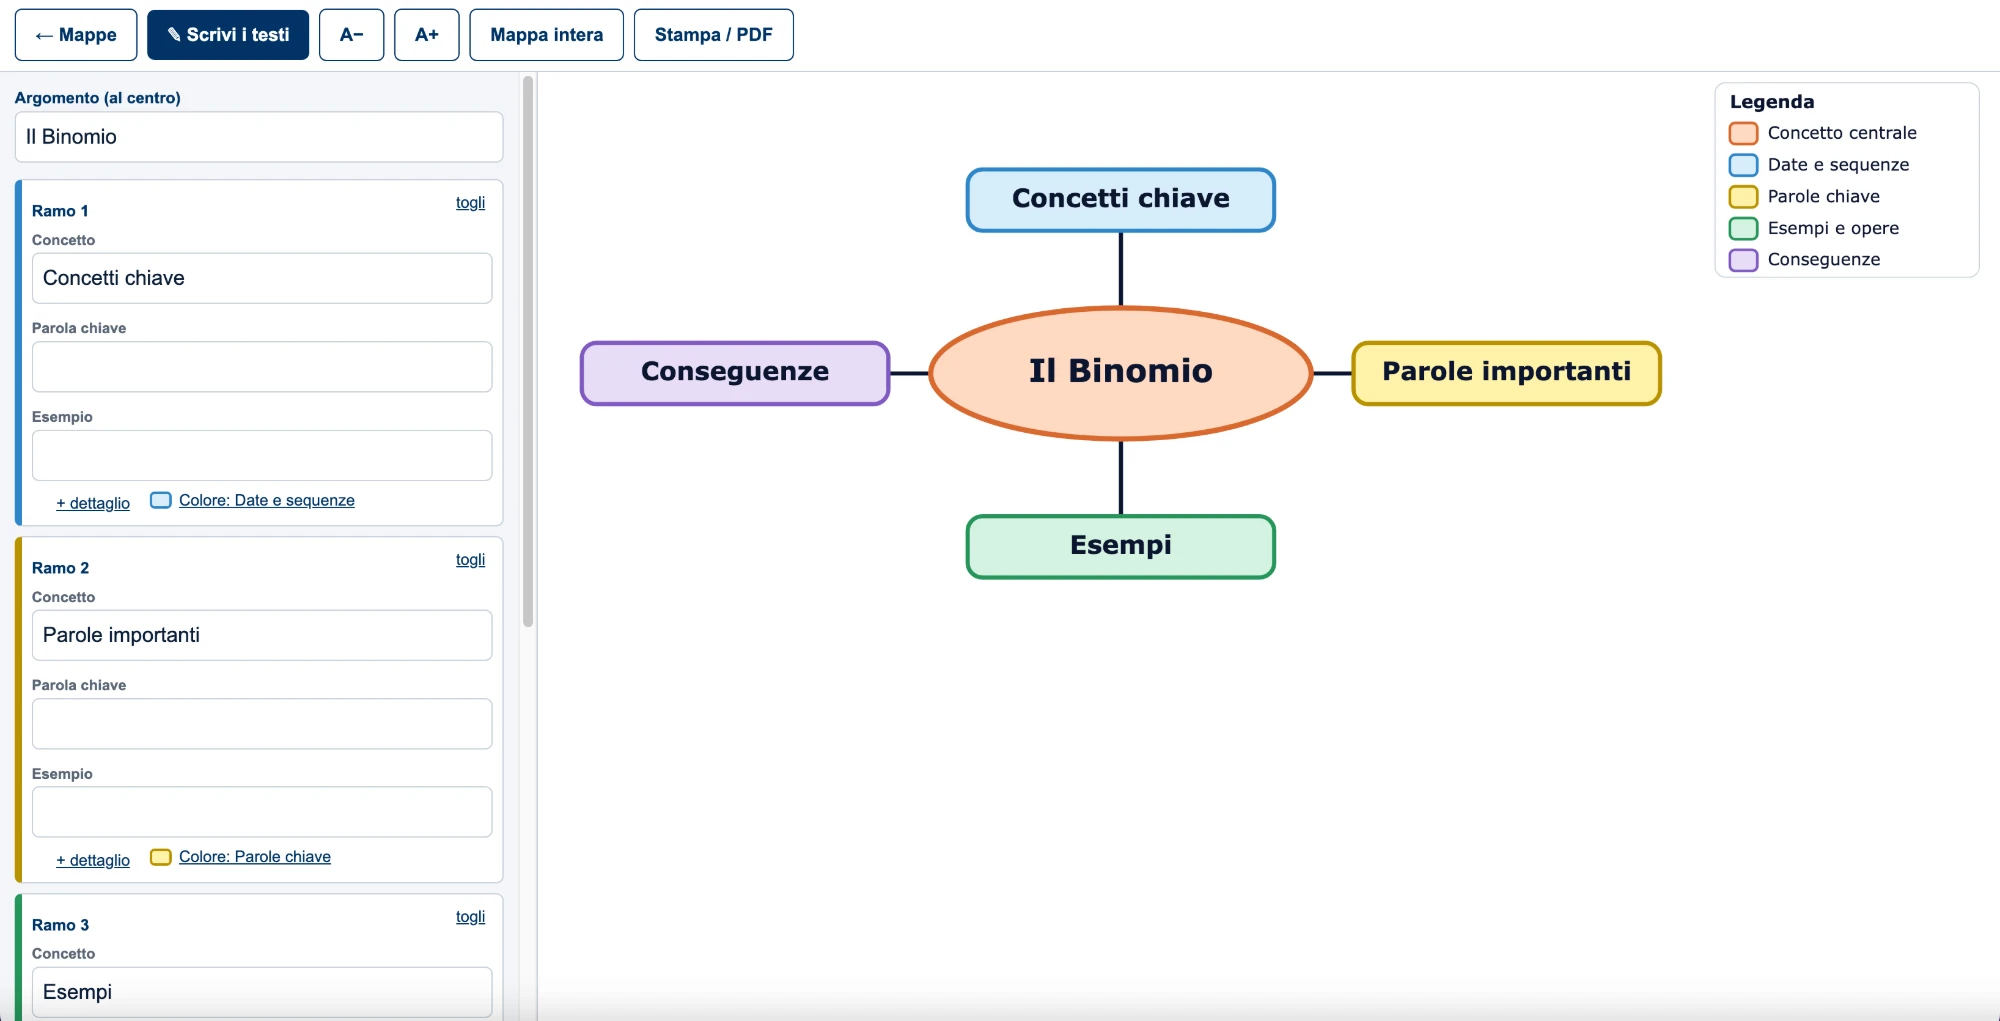 ← Mappe
✎ Scrivi i testi
A−
A+
Mappa intera
Stampa / PDF
Argomento (al centro)
Il Binomio
Ramo 1
togli
Concetto
Concetti chiave
Parola chiave
Esempio
+ dettaglio
Colore: Date e sequenze
Ramo 2
togli
Concetto
Parole importanti
Parola chiave
Esempio
+ dettaglio
Colore: Parole chiave
Ramo 3
togli
Concetto
Esempi
Concetti chiave
Conseguenze
Il Binomio
Parole importanti
Esempi
Legenda
Concetto centrale
Date e sequenze
Parole chiave
Esempi e opere
Conseguenze